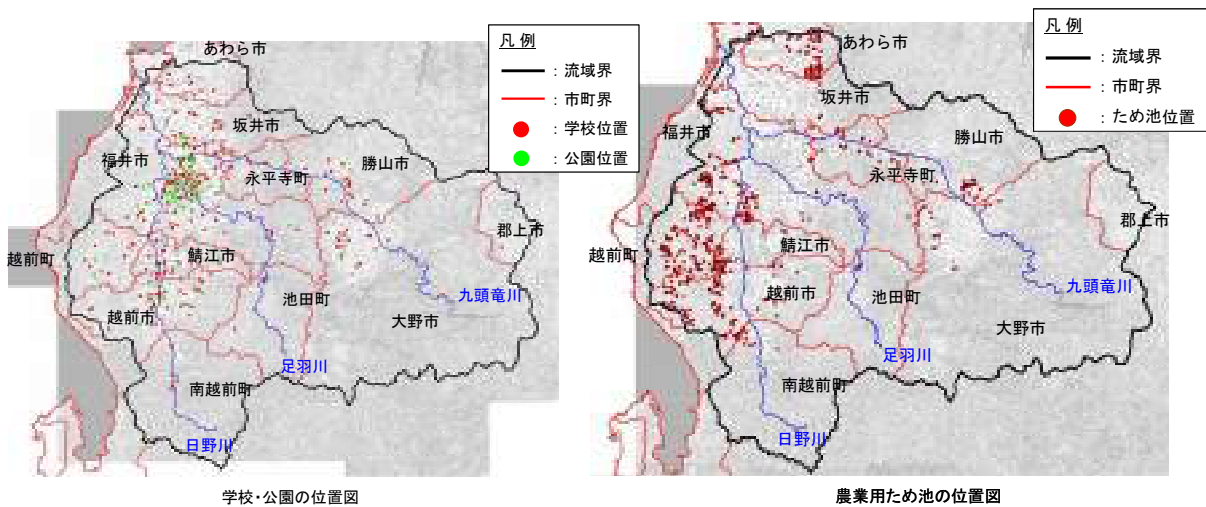 凡 例
: 流域界
: 市町界
: 学校位置
: 公園位置
あわら市
坂井市
福井市
勝山市
永平寺町
郡上市
鯖江市
越前町
池田町
九頭竜川
越前市
大野市
足羽川
南越前町
日野川
学校・公園の位置図
凡 例
: 流域界
: 市町界
: ため池位置
あわら市
坂井市
福井市
勝山市
永平寺町
郡上市
鯖江市
越前町
越前市
池田町
九頭竜川
大野市
足羽川
南越前町
日野川
農業用ため池の位置図